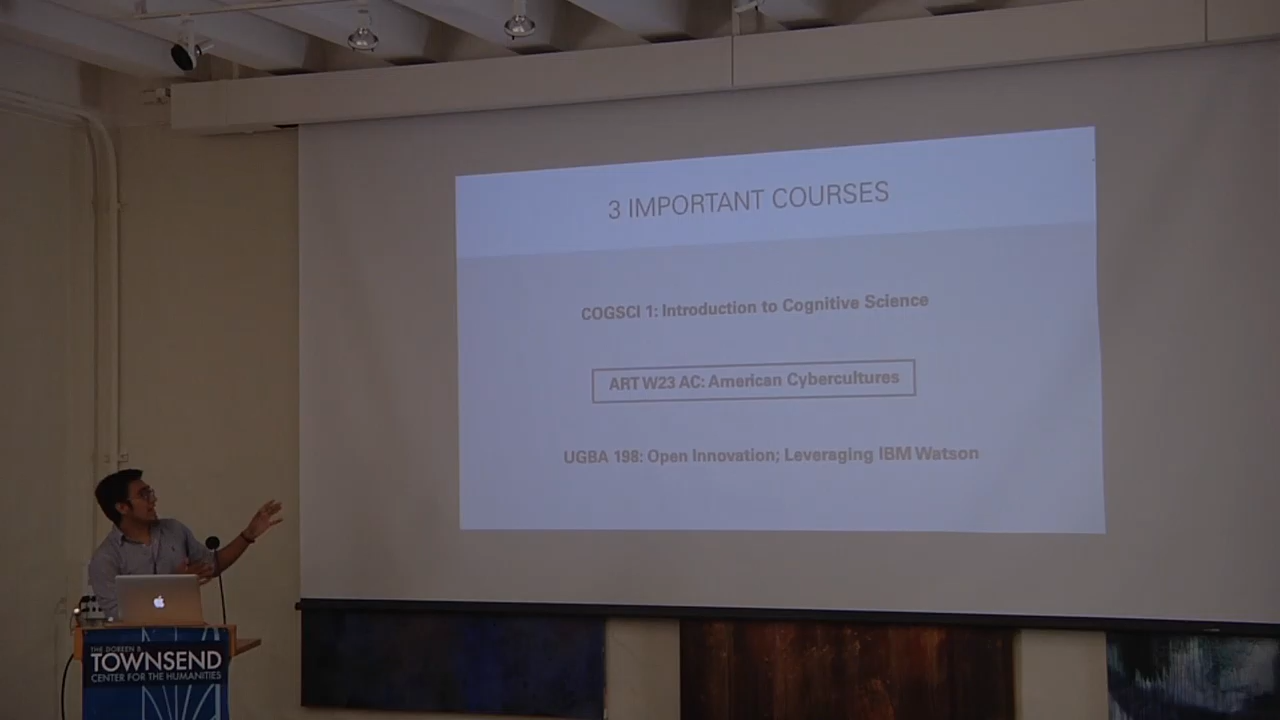 3 IMPORTANT COURSES
COGSCI 1: Introduction to Cognitive Science
ART W23 AC: American Cybercultures
UGBA 198: Open Innovation; Leveraging IBM Watson
THE DOREEN B
TOWNSEND
CENTER FOR THE HUMANITIES